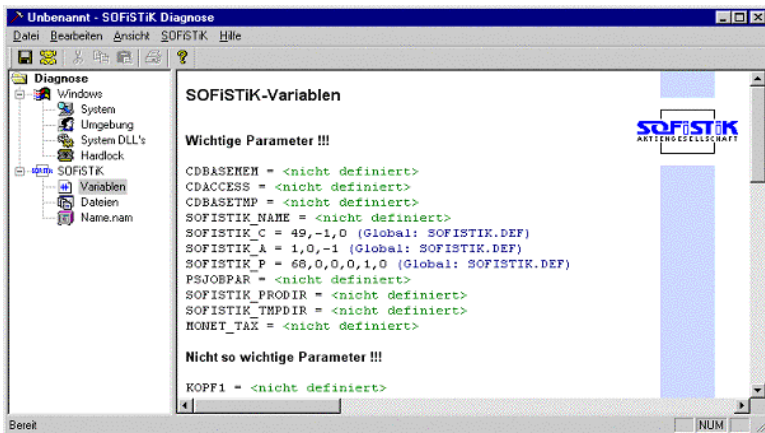 Unbenannt - SOFiSTiK Diagnose
Datei Bearbeiten Ansicht SOFiSTiK Hilfe
Diagnose
Windows
System
Umgebung
System DLL's
Hardlock
SOFiSTiK
Variablen
Dateien
Name.nam
SOFiSTiK-Variablen
SOFiSTiK
AKTIENGESELLSCHAFT
Wichtige Parameter !!!
CDBASEMEM = <nicht definiert>
CDACCESS = <nicht definiert>
CDBASETMP = <nicht definiert>
SOFISTIK_NAME = <nicht definiert>
SOFISTIK_C = 49,-1,0 (Global: SOFISTIK.DEF)
SOFISTIK_A = 1,0,-1 (Global: SOFISTIK.DEF)
SOFISTIK_P = 68,0,0,0,1,0 (Global: SOFISTIK.DEF)
PSJOBPAR = <nicht definiert>
SOFISTIK_PRODIR = <nicht definiert>
SOFISTIK_TMPDIR = <nicht definiert>
MONET_TAX = <nicht definiert>
Nicht so wichtige Parameter !!!
KOPF1 = <nicht definiert>
Bereit
NUM